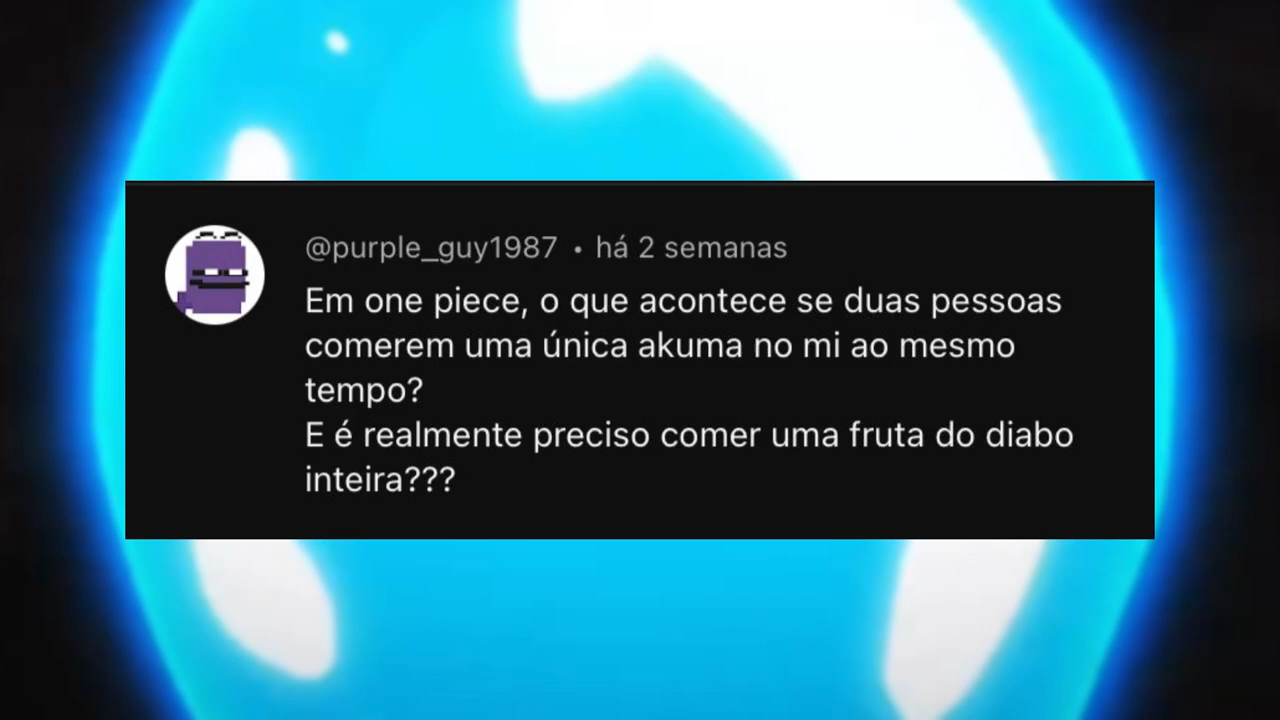 @purple_guy1987 • há 2 semanas
Em one piece, o que acontece se duas pessoas
comerem uma única akuma no mi ao mesmo
tempo?
E é realmente preciso comer uma fruta do diabo
inteira???